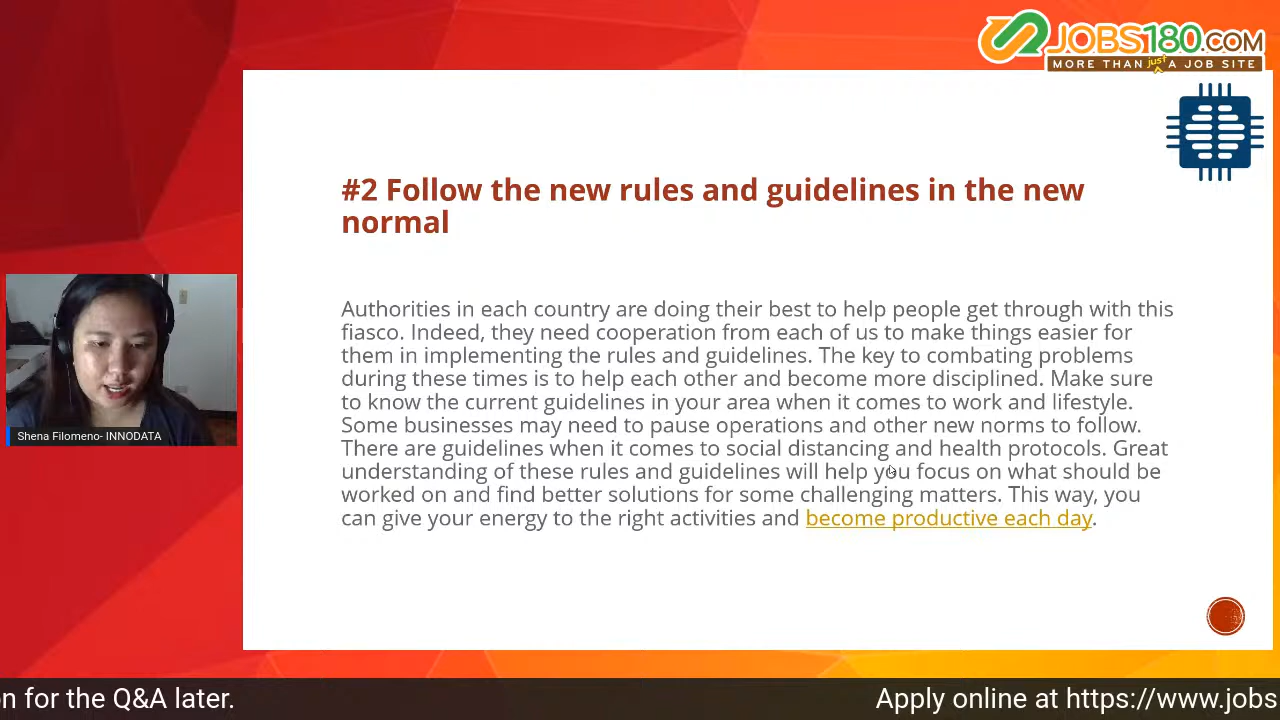 JOBS180.COM
MORE THAN just A JOB SITE
#2 Follow the new rules and guidelines in the new
normal
Authorities in each country are doing their best to help people get through with this
fiasco. Indeed, they need cooperation from each of us to make things easier for
them in implementing the rules and guidelines. The key to combating problems
during these times is to help each other and become more disciplined. Make sure
to know the current guidelines in your area when it comes to work and lifestyle.
Some businesses may need to pause operations and other new norms to follow.
There are guidelines when it comes to social distancing and health protocols. Great
understanding of these rules and guidelines will help you focus on what should be
worked on and find better solutions for some challenging matters. This way, you
can give your energy to the right activities and become productive each day.
Shena Filomeno- INNODATA
n for the Q&A later.
Apply online at https://www.jobs